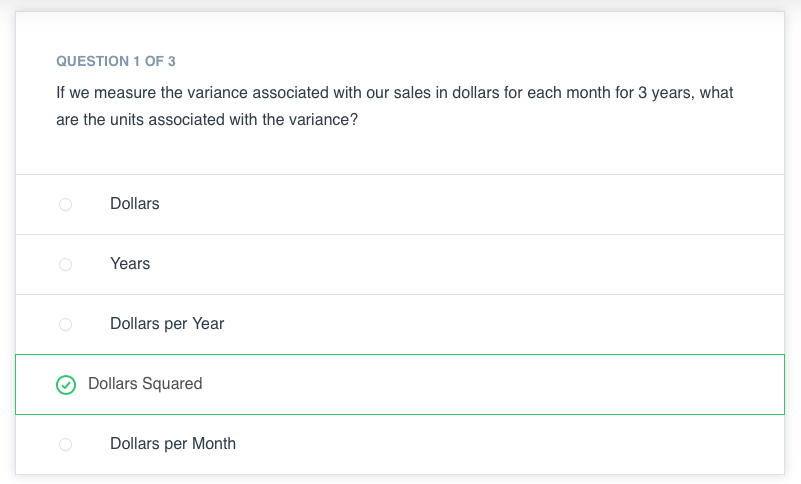 QUESTION 1 OF 3
If we measure the variance associated with our sales in dollars for each month for 3 years, what
are the units associated with the variance?
Dollars
Years
Dollars per Year
Dollars Squared
Dollars per Month